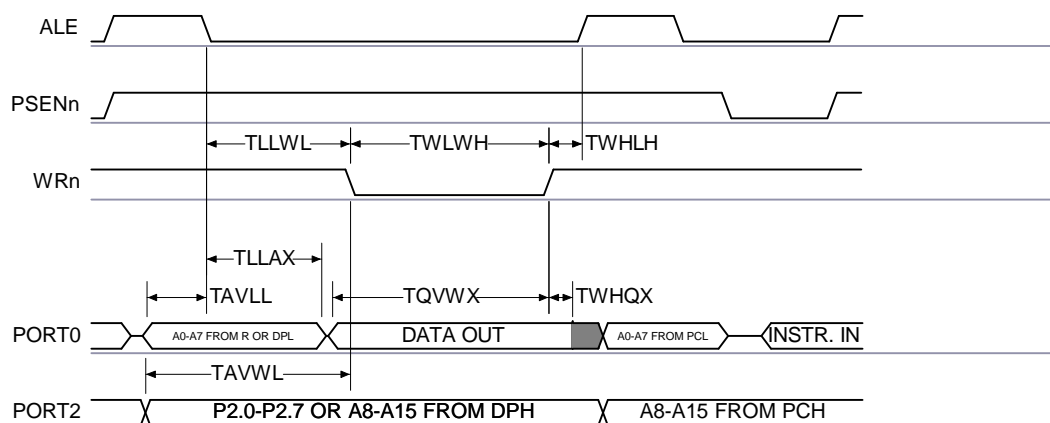 ALE
PSENn
TLLWL TWLWH TWHLH
WRn
TLLAX
TAVLL TQVWX TWHQX
PORT0 A0-A7 FROM R OR DPL DATA OUT A0-A7 FROM PCL INSTR. IN
TAVWL
PORT2 P2.0-P2.7 OR A8-A15 FROM DPH A8-A15 FROM PCH